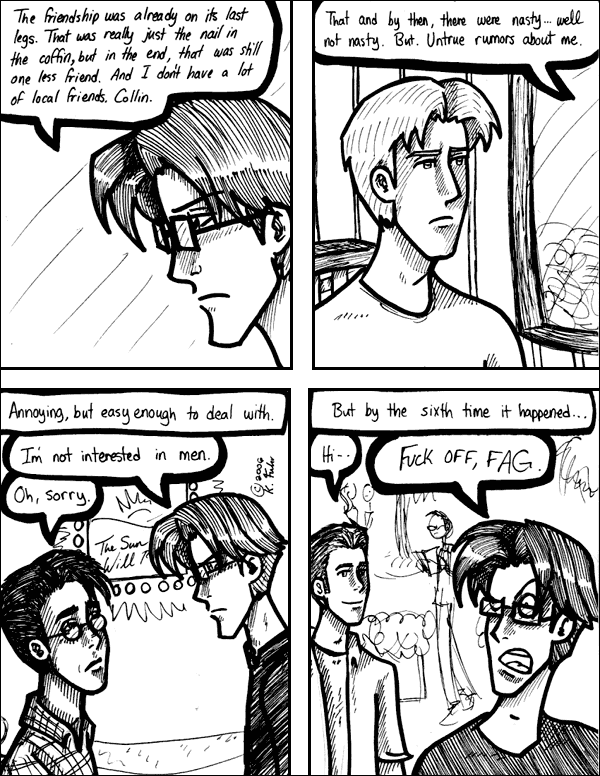 The friendship was already on its last
legs. That was really just the nail in
the coffin, but in the end, that was still
one less friend. And I don't have a lot
of local friends, Collin.
That and by then, there were nasty... well
not nasty. But. Untrue rumors about me.
Annoying, but easy enough to deal with.
I'm not interested in men.
Oh, sorry.
The Sun
Will
©2006
K.
But by the sixth time it happened...
Hi--
FUCK OFF, FAG.